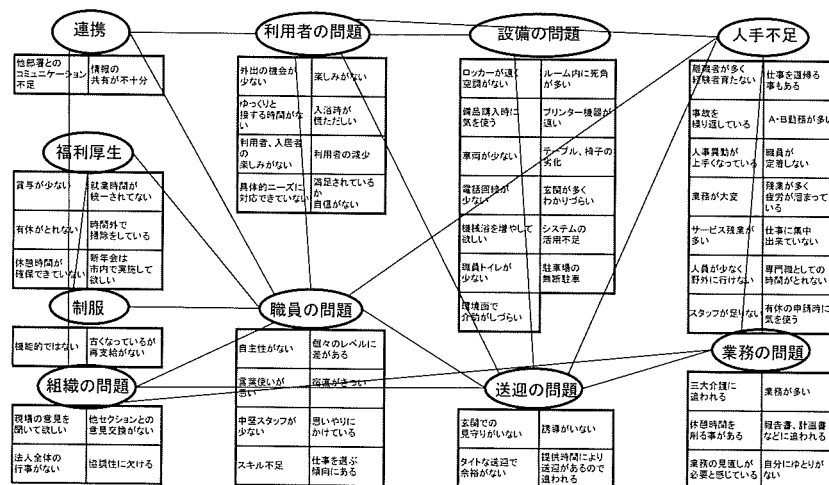 連携
他部署との
コミュニケーション
不足
情報の
共有が不十分
福利厚生
賞与が少ない
就業時間が
統一されてない
有休がとれない
時間外で
掃除をしている
休憩時間が
確保できていない
新年会は
市内で実施して
欲しい
制服
機能的ではない
古くなっているが
再支給がない
組織の問題
現場の意見を
聞いて欲しい
他セクションとの
意見交換がない
法人全体の
行事がない
協調性に欠ける
利用者の問題
外出の機会が
少ない
楽しみがない
ゆっくりと
接する時間がな
い
入浴時が
慌ただしい
利用者、入居者
の
楽しみがない
利用者の減少
具体的ニーズに
対応できていない
満足されている
か
自信がない
職員の問題
自主性がない
個々のレベルに
差がある
言葉使いが
悪い
宿直がきつい
中堅スタッフが
少ない
思いやりに
かけている
スキル不足
仕事を選ぶ
傾向にある
設備の問題
ロッカーが遠く
空調がない
ルーム内に死角
が多い
備品購入時に
気を使う
プリンター機器が
遠い
車両が少ない
テーブル、椅子の
劣化
電話回線が
少ない
玄関が多く
わかりづらい
機械浴を増やして
欲しい
システムの
活用不足
職員トイレが
少ない
駐車場の
無断駐車
環境面で
介助がしづらい
送迎の問題
玄関での
見守りがいない
誘導がいない
タイトな送迎で
余裕がない
提供時間により
送迎があるので
追われる
人手不足
離職者が多く
経験者育たない
仕事を退帰る
事もある
事故を
繰り返している
A・B勤務が多い
人事異動が
上手くなっている
職員が
定着しない
業務が大変
残業が多く
疲労が溜まって
いる
サービス残業が
多い
仕事に集中
出来ていない
人員が少なく
野外に行けない
専門職としての
時間がとれない
スタッフが足りない
有休の申請時に
気を使う
業務の問題
三大介護に
追われる
業務が多い
休憩時間を
削る事がある
報告書、計画書
などに追われる
業務の見直しが
必要と感じている
自分にゆとりが
ない